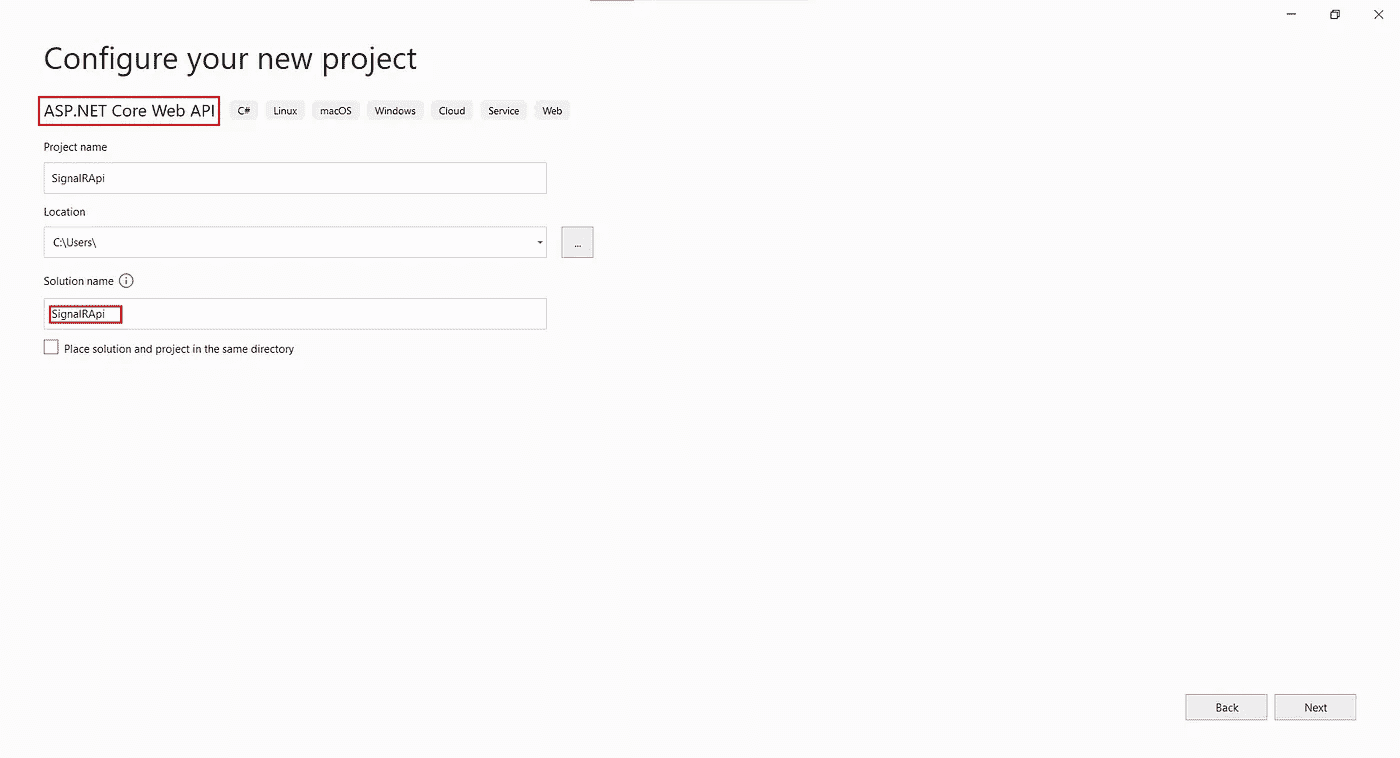 Configure your new project
ASP.NET Core Web API C# Linux macOS Windows Cloud Service Web
Project name
SignalRApi
Location
C:\Users\
...
Solution name
SignalRApi
Place solution and project in the same directory
Back Next